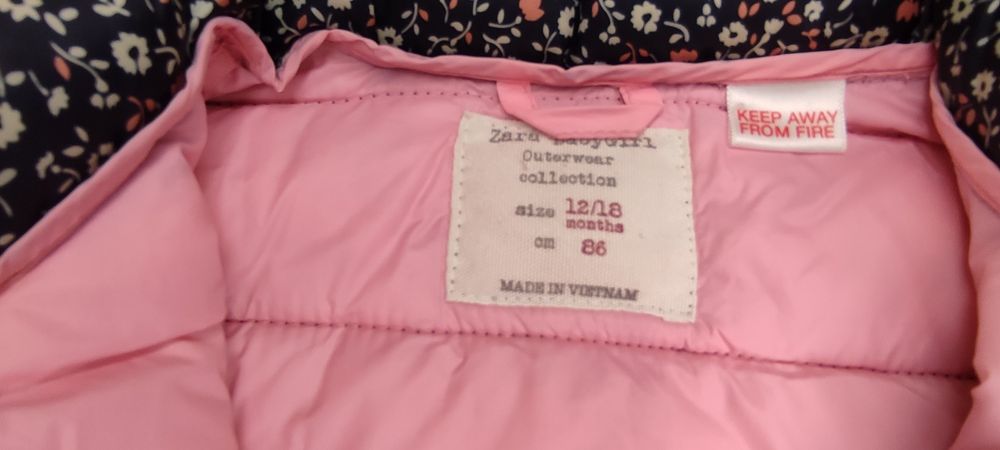 Zara BabyGirl
Outerwear
collection
size 12/18
months
cm 86
MADE IN VIETNAM
KEEP AWAY
FROM FIRE